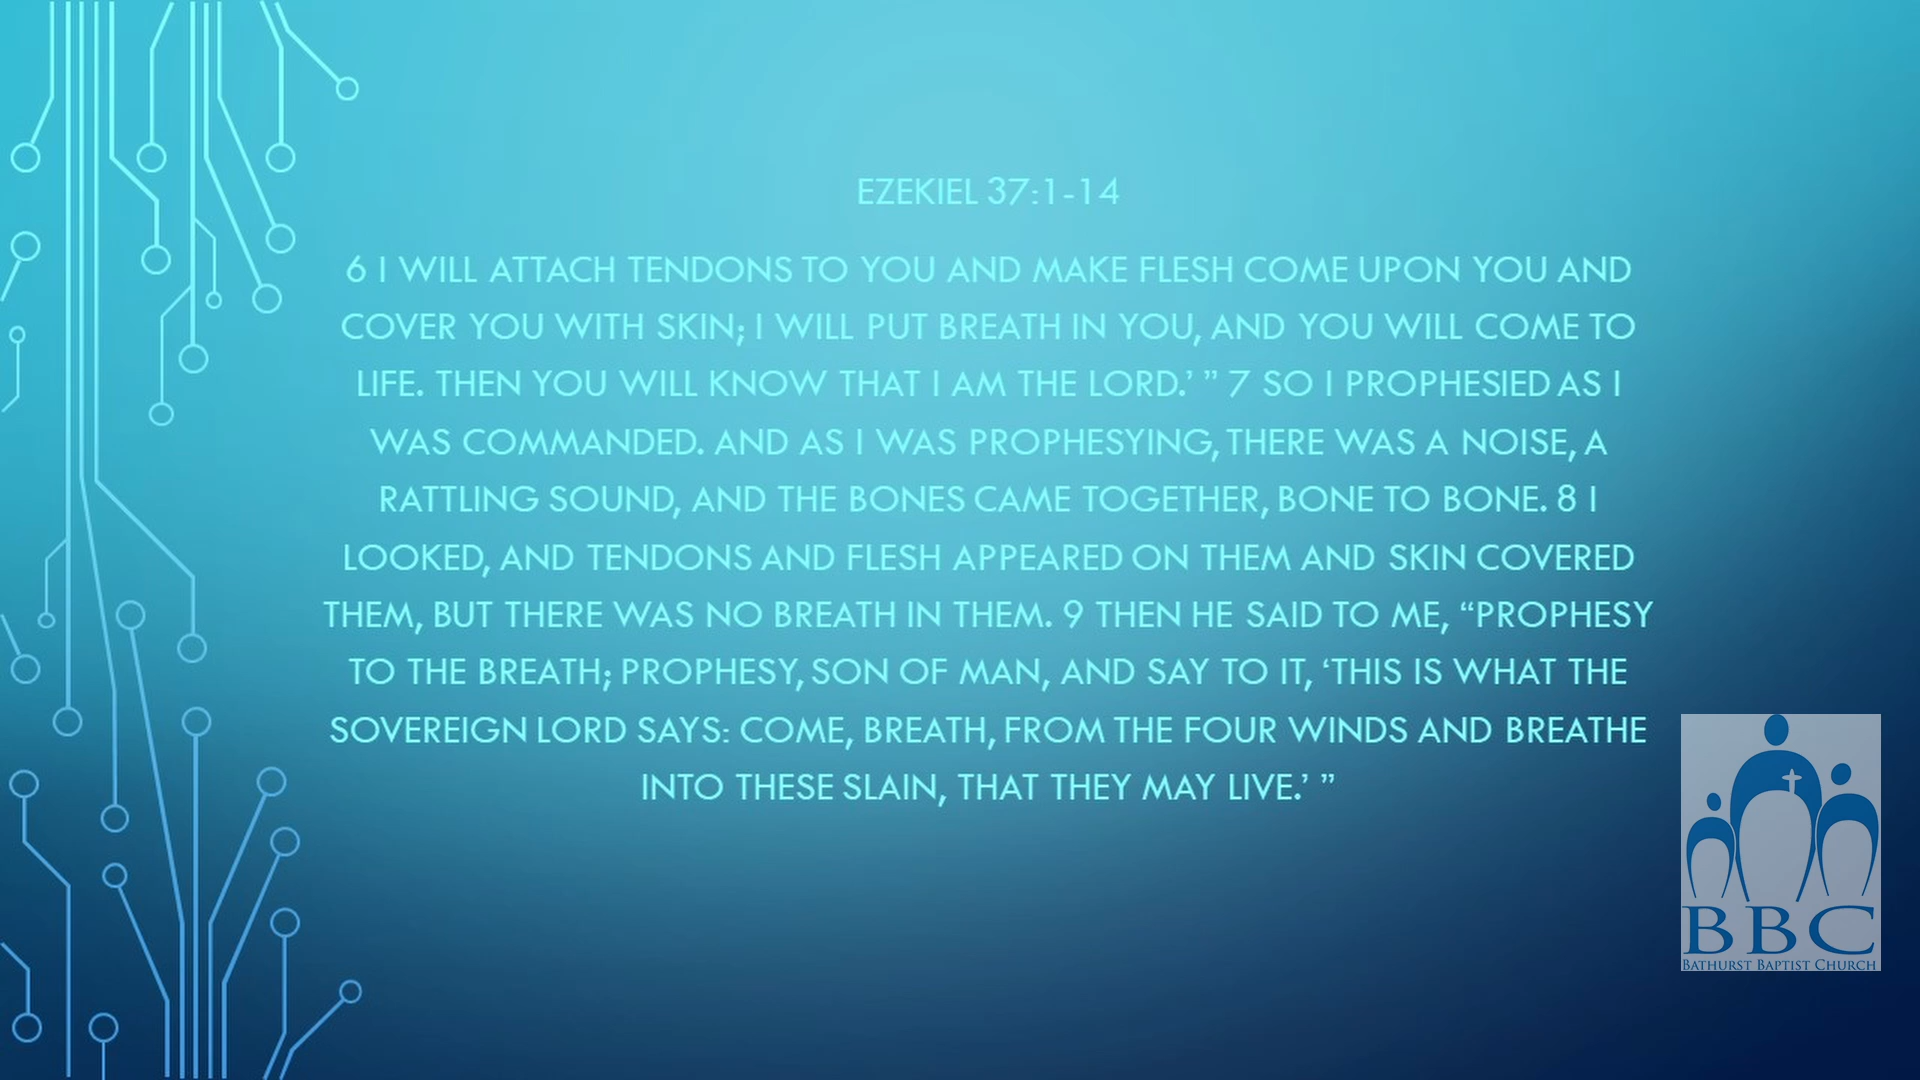 EZEKIEL 37:1-14
6 I WILL ATTACH TENDONS TO YOU AND MAKE FLESH COME UPON YOU AND
COVER YOU WITH SKIN; I WILL PUT BREATH IN YOU, AND YOU WILL COME TO
LIFE. THEN YOU WILL KNOW THAT I AM THE LORD.’ ” 7 SO I PROPHESIED AS I
WAS COMMANDED. AND AS I WAS PROPHESYING, THERE WAS A NOISE, A
RATTLING SOUND, AND THE BONES CAME TOGETHER, BONE TO BONE. 8 I
LOOKED, AND TENDONS AND FLESH APPEARED ON THEM AND SKIN COVERED
THEM, BUT THERE WAS NO BREATH IN THEM. 9 THEN HE SAID TO ME, “PROPHESY
TO THE BREATH; PROPHESY, SON OF MAN, AND SAY TO IT, ‘THIS IS WHAT THE
SOVEREIGN LORD SAYS: COME, BREATH, FROM THE FOUR WINDS AND BREATHE
INTO THESE SLAIN, THAT THEY MAY LIVE.’ ”
BBC
BATHURST BAPTIST CHURCH